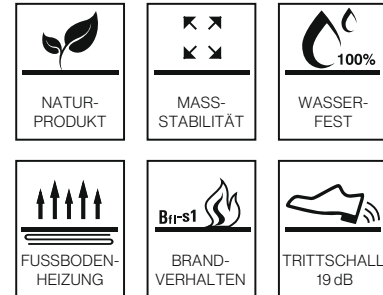 NATUR-
PRODUKT
MASS-
STABILITÄT
100%
WASSER-
FEST
FUSSBODEN-
HEIZUNG
Bfl-s1
BRAND-
VERHALTEN
TRITTSCHALL
19 dB